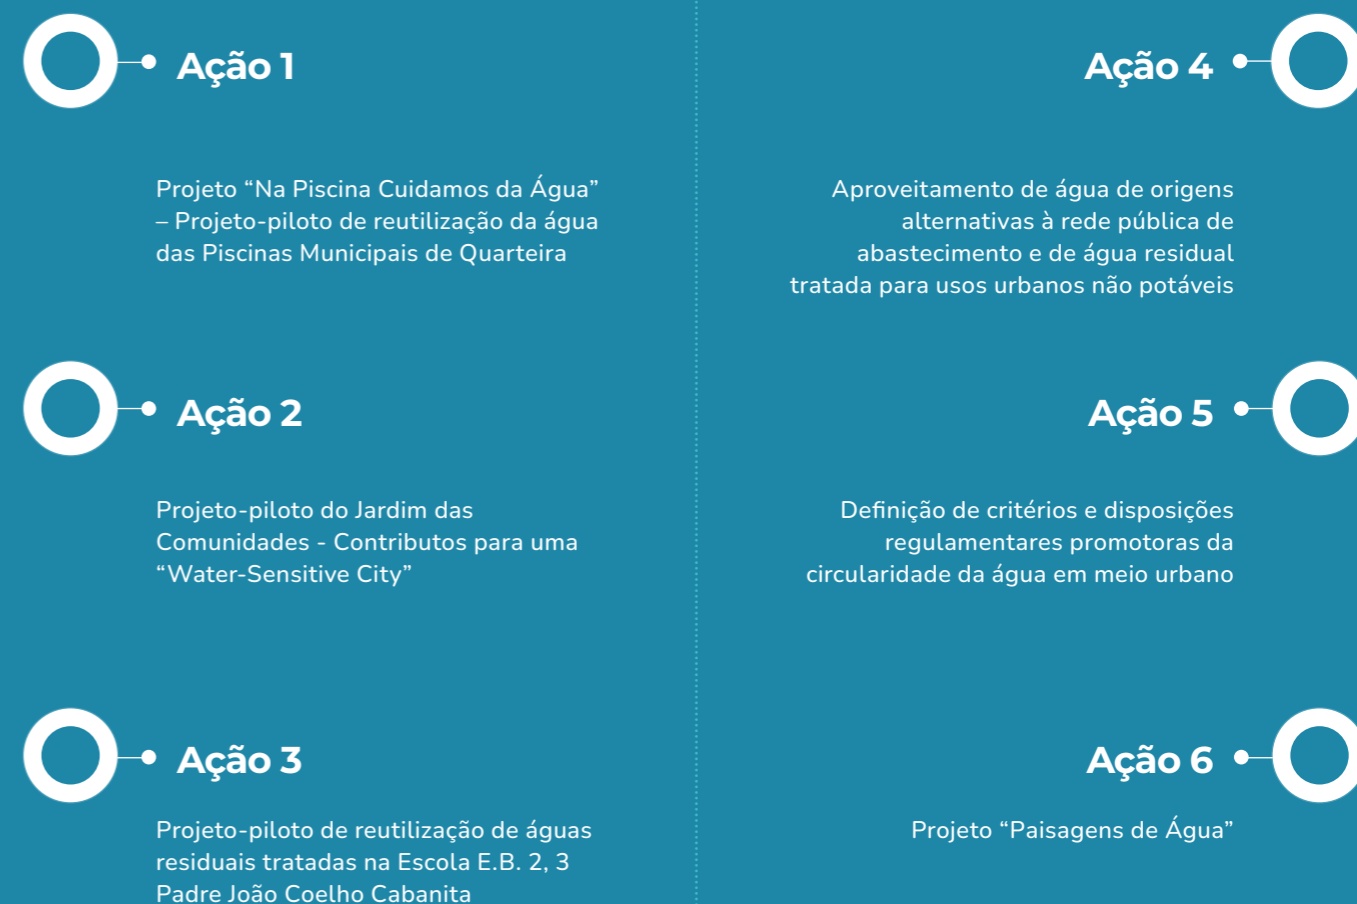 Ação 1
Projeto “Na Piscina Cuidamos da Água”
– Projeto-piloto de reutilização da água
das Piscinas Municipais de Quarteira
Ação 2
Projeto-piloto do Jardim das
Comunidades - Contributos para uma
“Water-Sensitive City”
Ação 3
Projeto-piloto de reutilização de águas
residuais tratadas na Escola E.B. 2, 3
Padre João Coelho Cabanita
Ação 4
Aproveitamento de água de origens
alternativas à rede pública de
abastecimento e de água residual
tratada para usos urbanos não potáveis
Ação 5
Definição de critérios e disposições
regulamentares promotoras da
circularidade da água em meio urbano
Ação 6
Projeto “Paisagens de Água”